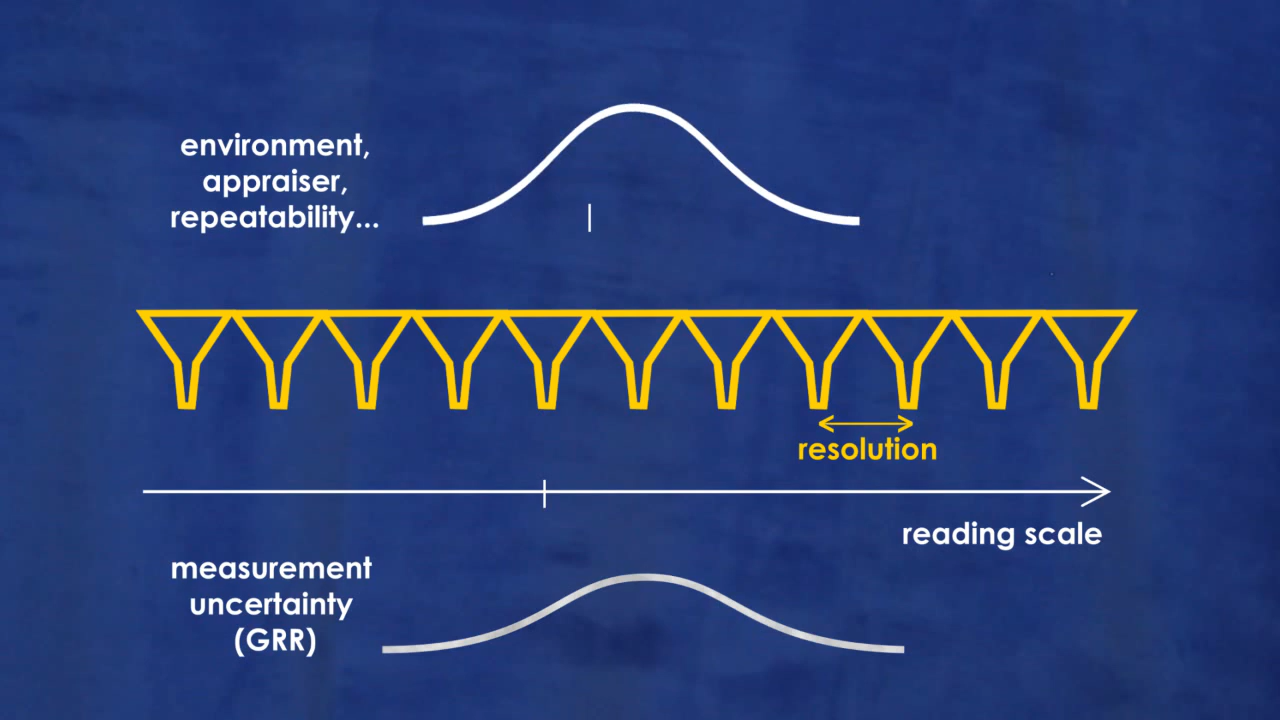 environment,
appraiser,
repeatability...
resolution
reading scale
measurement
uncertainty
(GRR)